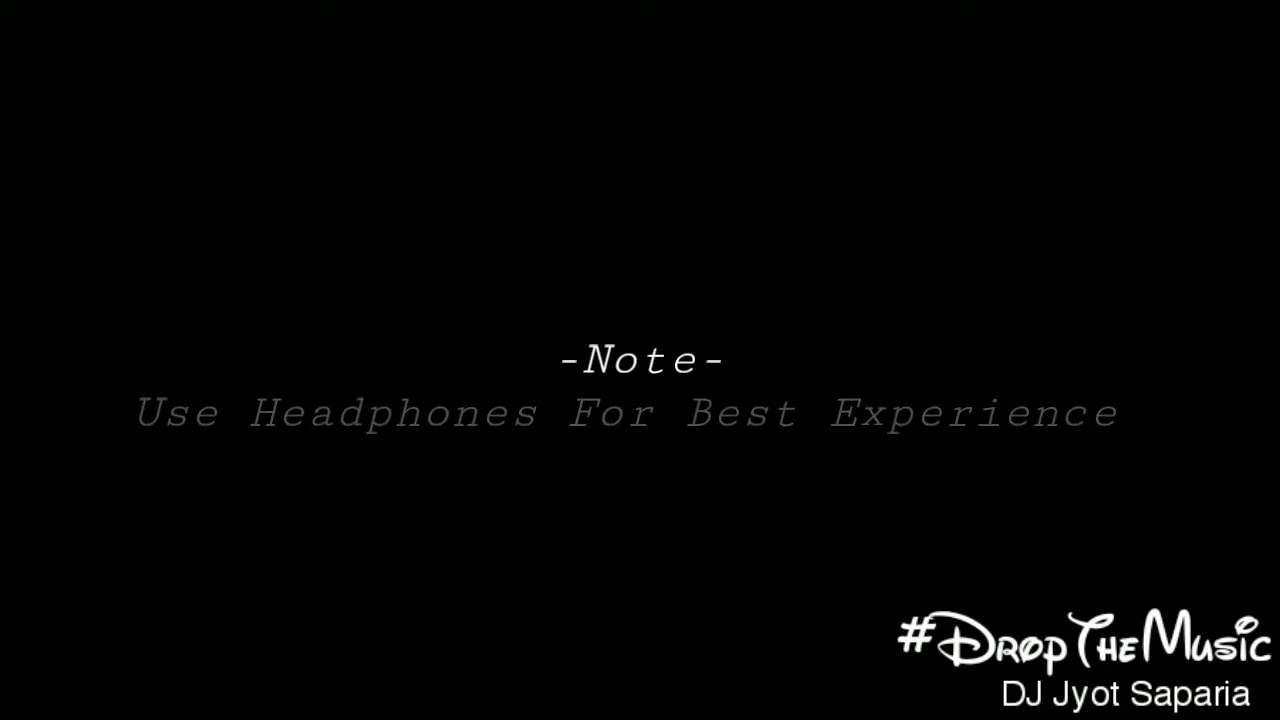 -Note-
Use Headphones For Best Experience
#DropTheMusic
DJ Jyot Saparia